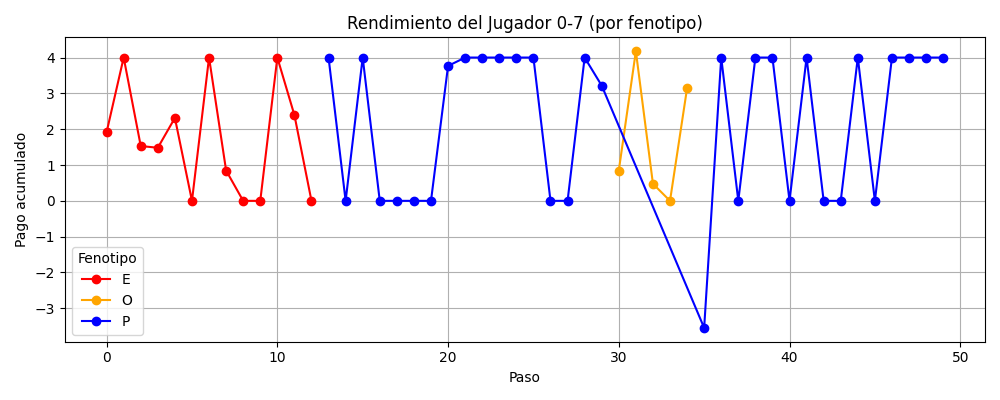 Rendimiento del Jugador 0-7 (por fenotipo)
Pago acumulado
4
3
2
1
0
−1
−2
−3
Fenotipo
E
O
P
0 10 20 30 40 50
Paso